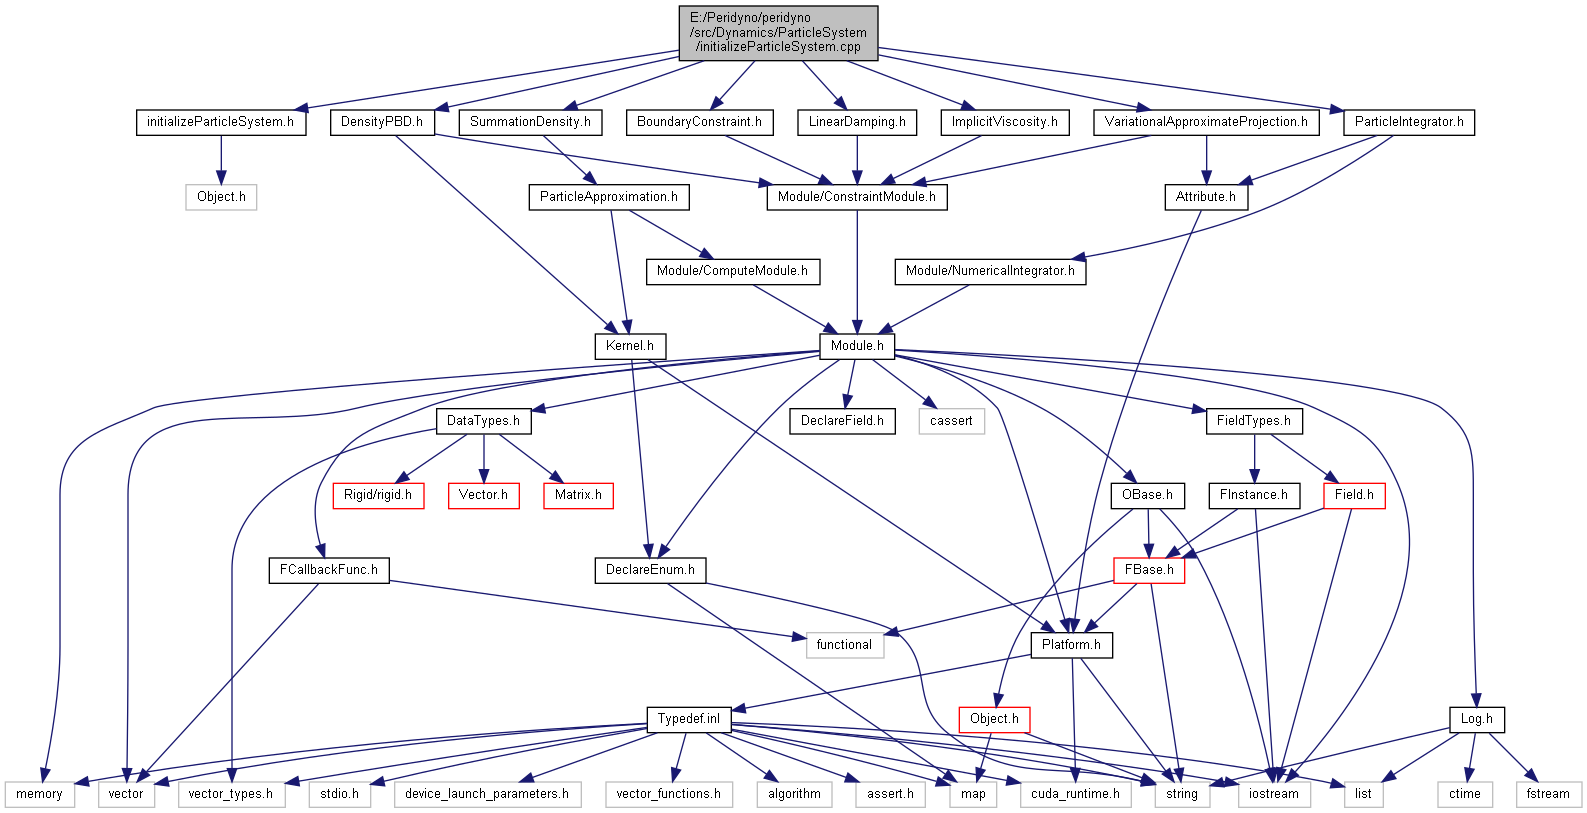 E:/Peridyno/peridyno
/src/Dynamics/ParticleSystem
/initializeParticleSystem.cpp
initializeParticleSystem.h
DensityPBD.h
SummationDensity.h
BoundaryConstraint.h
LinearDamping.h
ImplicitViscosity.h
VariationalApproximateProjection.h
ParticleIntegrator.h
Object.h
ParticleApproximation.h
Module/ConstraintModule.h
Attribute.h
Module/ComputeModule.h
Module/NumericalIntegrator.h
Kernel.h
Module.h
DataTypes.h
DeclareField.h
cassert
FieldTypes.h
Rigid/rigid.h
Vector.h
Matrix.h
OBase.h
FInstance.h
Field.h
FCallbackFunc.h
DeclareEnum.h
FBase.h
functional
Platform.h
Typedef.inl
Object.h
Log.h
memory
vector
vector_types.h
stdio.h
device_launch_parameters.h
vector_functions.h
algorithm
assert.h
map
cuda_runtime.h
string
iostream
list
ctime
fstream